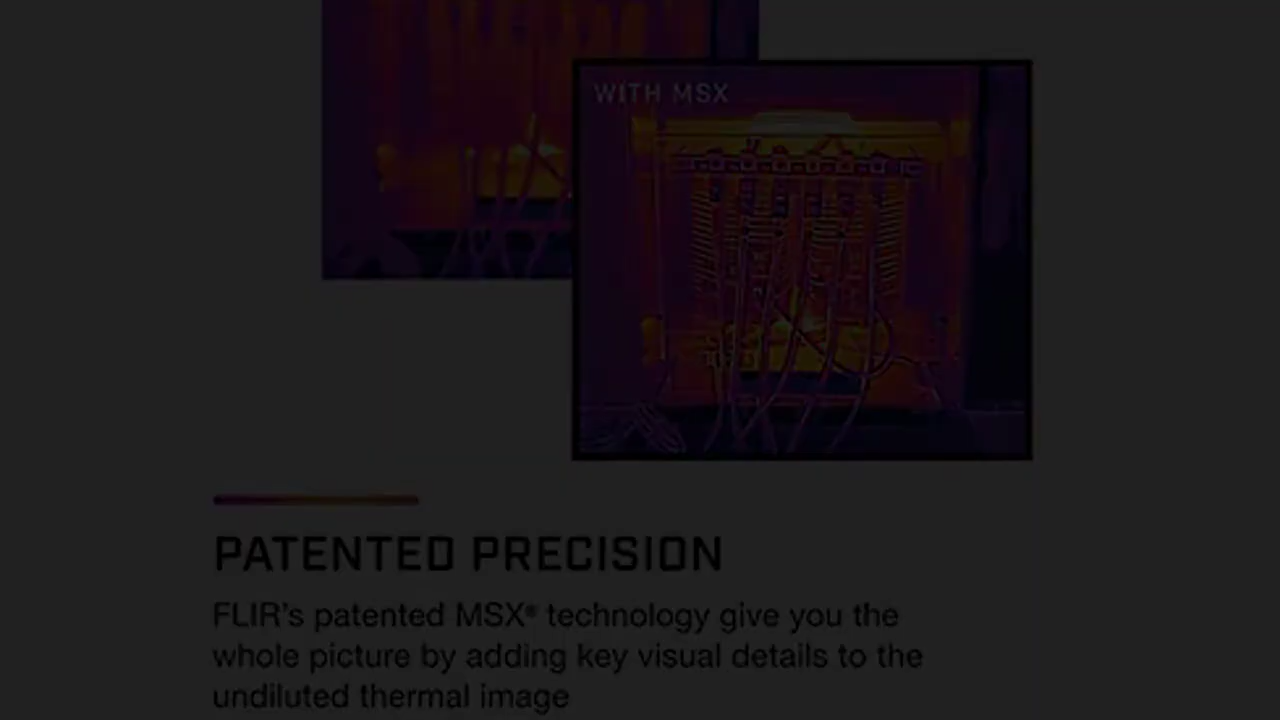 WITH MSX
PATENTED PRECISION
FLIR's patented MSX® technology give you the
whole picture by adding key visual details to the
undiluted thermal image